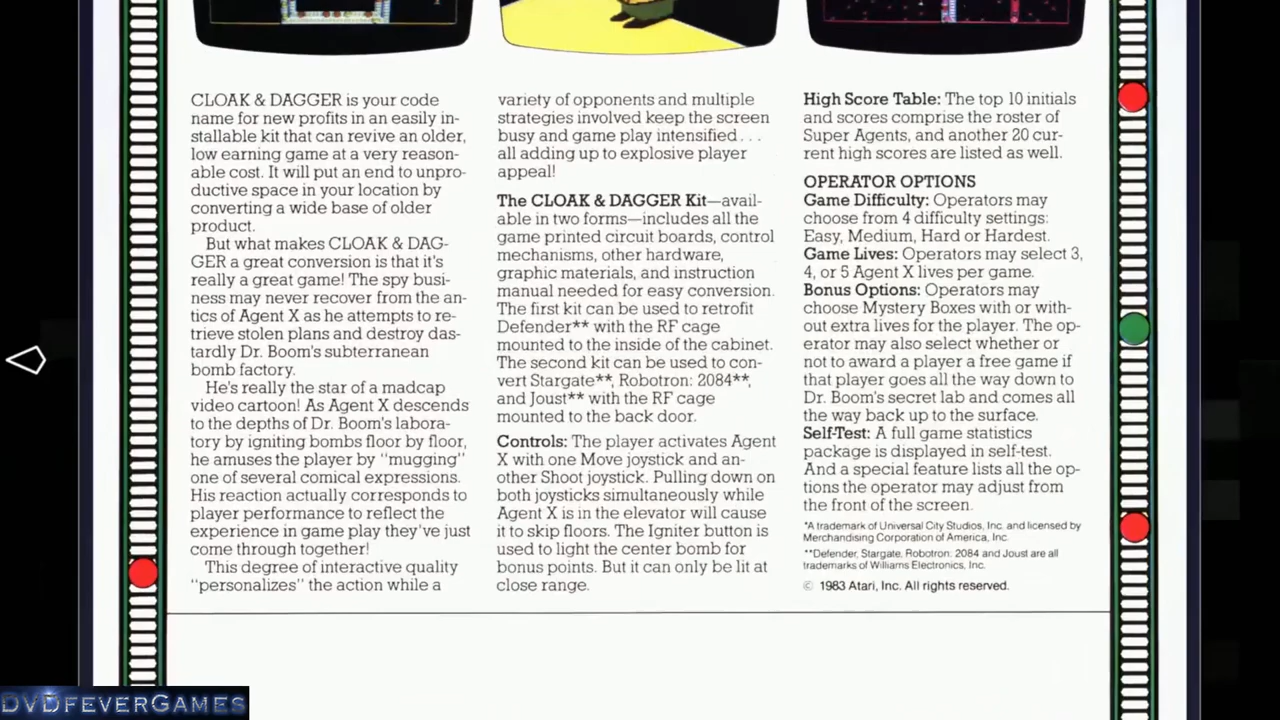 CLOAK & DAGGER is your code
name for new profits in an easily in-
stallable kit that can revive an older,
low earning game at a very reason-
able cost. It will put an end to unpro-
ductive space in your location by
converting a wide base of older
product.
But what makes CLOAK & DAG-
GER a great conversion is that it's
really a great game! The spy busi-
ness may never recover from the an-
tics of Agent X as he attempts to re-
trieve stolen plans and destroy das-
tardly Dr. Boom's subterranean
bomb factory.
He's really the star of a madcap
video cartoon! As Agent X descends
to the depths of Dr. Boom's labora-
tory by igniting bombs floor by floor,
he amuses the player by "mugging"
one of several comical expressions.
His reaction actually corresponds to
player performance to reflect the
experience in game play they've just
come through together!
This degree of interactive quality
"personalizes" the action while a
variety of opponents and multiple
strategies involved keep the screen
busy and game play intensified...
all adding up to explosive player
appeal!
The CLOAK & DAGGER Kit—avail-
able in two forms—includes all the
game printed circuit boards, control
mechanisms, other hardware,
graphic materials, and instruction
manual needed for easy conversion.
The first kit can be used to retrofit
Defender** with the RF cage
mounted to the inside of the cabinet.
The second kit can be used to con-
vert Stargate**, Robotron: 2084**,
and Joust** with the RF cage
mounted to the back door.
Controls: The player activates Agent
X with one Move joystick and an-
other Shoot joystick. Pulling down on
both joysticks simultaneously while
Agent X is in the elevator will cause
it to skip floors. The Igniter button is
used to light the center bomb for
bonus points. But it can only be lit at
close range.
High Score Table: The top 10 initials
and scores comprise the roster of
Super Agents, and another 20 cur-
rent high scores are listed as well.
OPERATOR OPTIONS
Game Difficulty: Operators may
choose from 4 difficulty settings:
Easy, Medium, Hard or Hardest.
Game Lives: Operators may select 3,
4, or 5 Agent X lives per game.
Bonus Options: Operators may
choose Mystery Boxes with or with-
out extra lives for the player. The op-
erator may also select whether or
not to award a player a free game if
that player goes all the way down to
Dr. Boom's secret lab and comes all
the way back up to the surface.
Self-Test: A full game statistics
package is displayed in self-test.
And a special feature lists all the op-
tions the operator may adjust from
the front of the screen.
*A trademark of Universal City Studios, Inc. and licensed by
Merchandising Corporation of America, Inc.
**Defender, Stargate, Robotron: 2084 and Joust are all
trademarks of Williams Electronics, Inc.
© 1983 Atari, Inc. All rights reserved.
DVDfeverGames